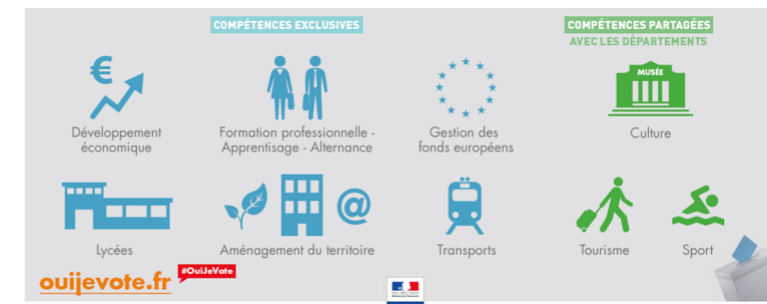 COMPÉTENCES EXCLUSIVES
COMPÉTENCES PARTAGÉES
AVEC LES DÉPARTEMENTS
€
MUSÉE
Développement
économique
Formation professionnelle -
Apprentisage - Alternance
Gestion des
fonds européens
Culture
@
Lycées
Aménagement du territoire
Transports
Tourisme
Sport
ouijevote.fr
#OuiJeVote